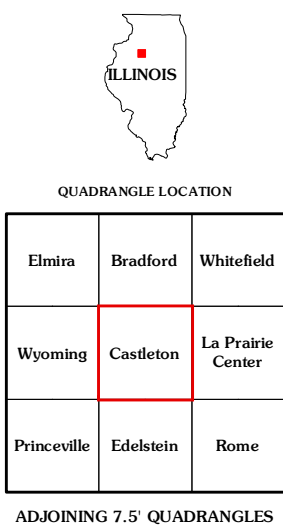 ILLINOIS
QUADRANGLE LOCATION
Elmira Bradford Whitefield
Wyoming Castleton La Prairie
Center
Princeville Edelstein Rome
ADJOINING 7.5' QUADRANGLES